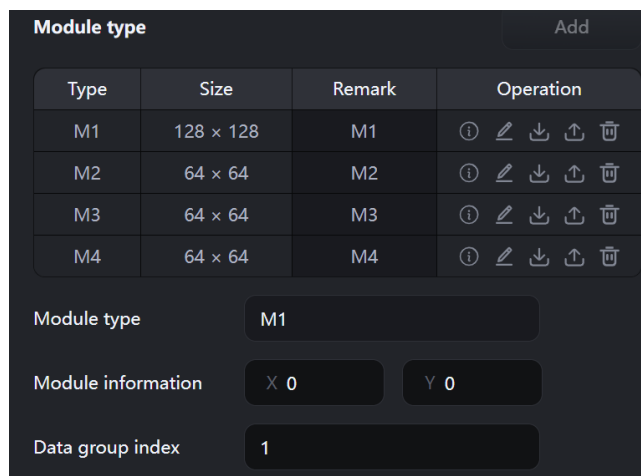 Module type Add
Type Size Remark Operation
M1 128 × 128 M1
M2 64 × 64 M2
M3 64 × 64 M3
M4 64 × 64 M4
Module type M1
Module information X 0 Y 0
Data group index 1